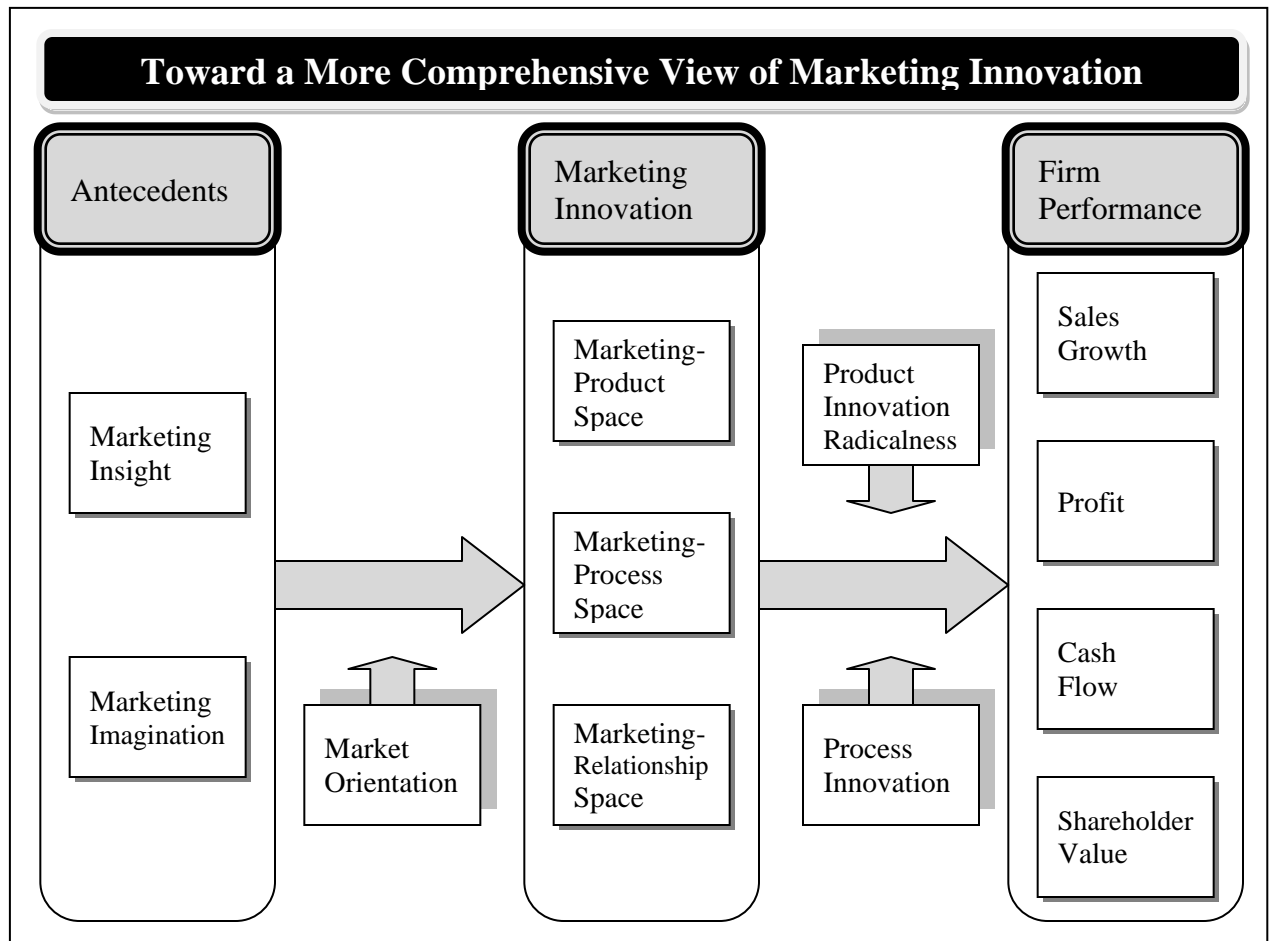 Toward a More Comprehensive View of Marketing Innovation
Antecedents
Marketing
Insight
Marketing
Imagination
Market
Orientation
Marketing
Innovation
Marketing-
Product
Space
Marketing-
Process
Space
Marketing-
Relationship
Space
Product
Innovation
Radicalness
Process
Innovation
Firm
Performance
Sales
Growth
Profit
Cash
Flow
Shareholder
Value